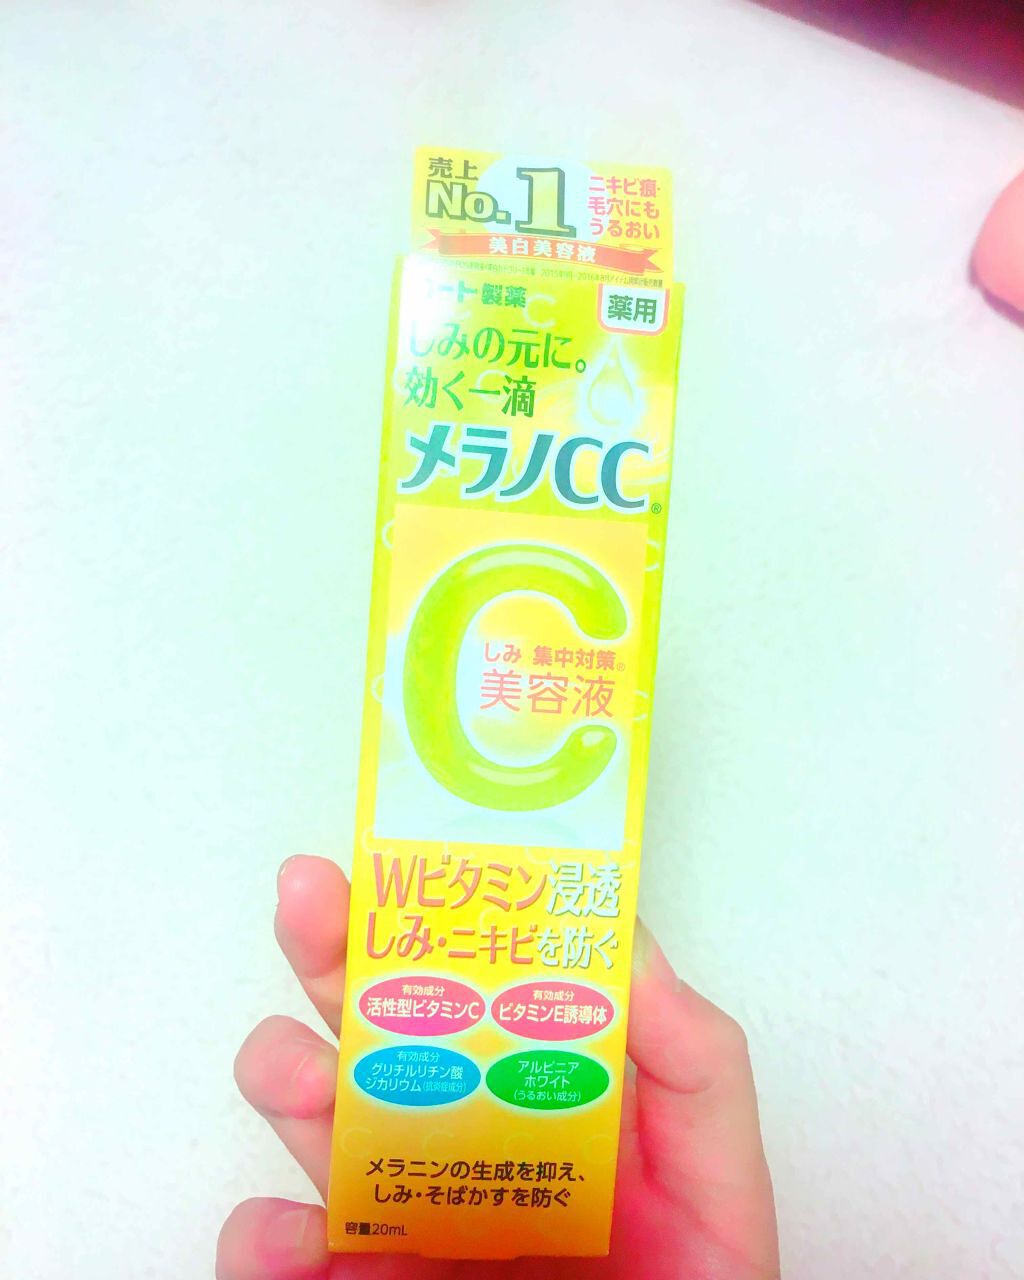 売上
No.1
ニキビ痕・
毛穴にも
うるおい
美白美容液
ロート製薬
薬用
しみの元に。
効く一滴
メラノCC®
C
しみ 集中対策®
美容液
Wビタミン浸透
しみ・ニキビを防ぐ
有効成分
活性型ビタミンC
有効成分
ビタミンE誘導体
有効成分
グリチルリチン酸
ジカリウム(抗炎症成分)
アルピニア
ホワイト
(うるおい成分)
メラニンの生成を抑え、
しみ・そばかすを防ぐ
容量20mL